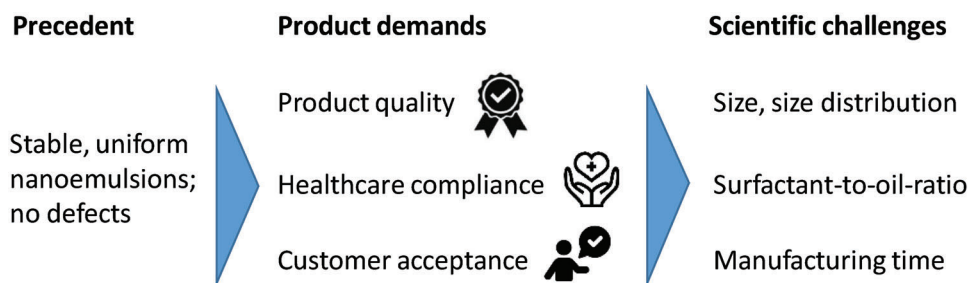 Precedent
Product demands
Scientific challenges
Stable, uniform
nanoemulsions;
no defects
Product quality
Healthcare compliance
Customer acceptance
Size, size distribution
Surfactant-to-oil-ratio
Manufacturing time